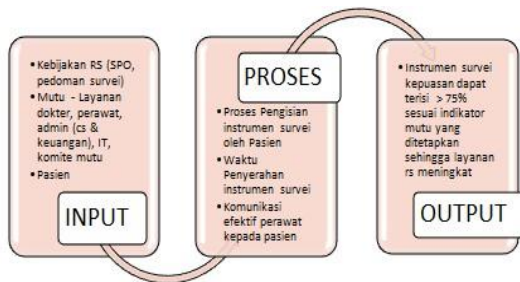 • Kebijakan RS (SPO,
pedoman survei)
• Mutu - Layanan
dokter, perawat,
admin (cs &
keuangan), IT,
komite mutu
• Pasien
INPUT
PROSES
• Proses Pengisian
instrumen survei
oleh Pasien
• Waktu
Penyerahan
instrumen survei
• Komunikasi
efektif perawat
kepada pasien
• Instrumen survei
kepuasan dapat
terisi > 75%
sesuai indikator
mutu yang
ditetapkan
sehingga layanan
rs meningkat
OUTPUT